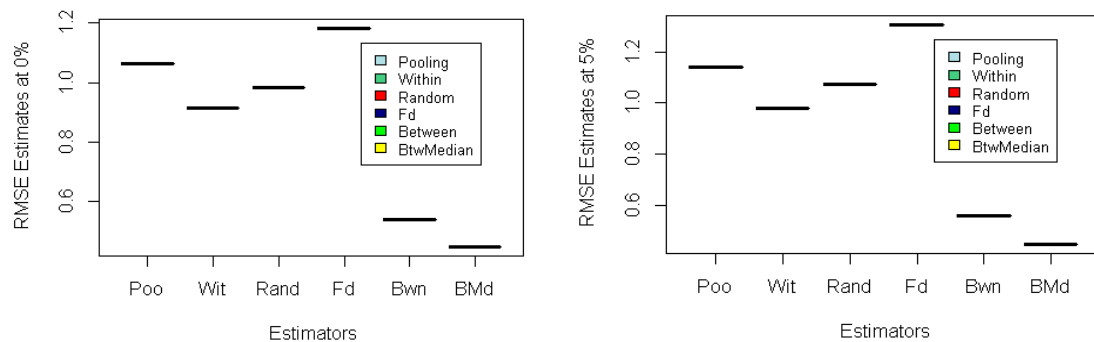 RMSE Estimates at 0%
1.2
1.0
0.8
0.6
Pooling
Within
Random
Fd
Between
BtwMedian
Poo Wit Rand Fd Bwn BMd
Estimators
RMSE Estimates at 5%
1.2
1.0
0.8
0.6
Pooling
Within
Random
Fd
Between
BtwMedian
Poo Wit Rand Fd Bwn BMd
Estimators